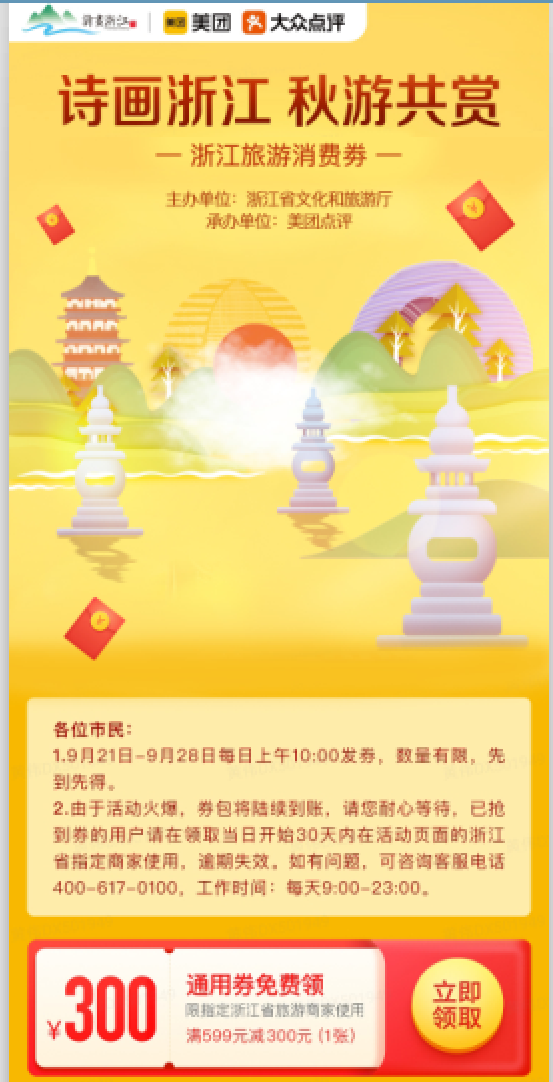 诗画浙江 美团 美团 大众点评
诗画浙江 秋游共赏
— 浙江旅游消费券 —
主办单位：浙江省文化和旅游厅
承办单位：美团点评
各位市民：
1.9月21日-9月28日每日上午10:00发券，数量有限，先
到先得。
2.由于活动火爆，券包将陆续到账，请您耐心等待，已抢
到券的用户请在领取当日开始30天内在活动页面的浙江
省指定商家使用，逾期失效。如有问题，可咨询客服电话
400-617-0100，工作时间：每天9:00-23:00。
¥300
通用券免费领
限指定浙江省旅游商家使用
满599元减300元 (1张)
立即
领取